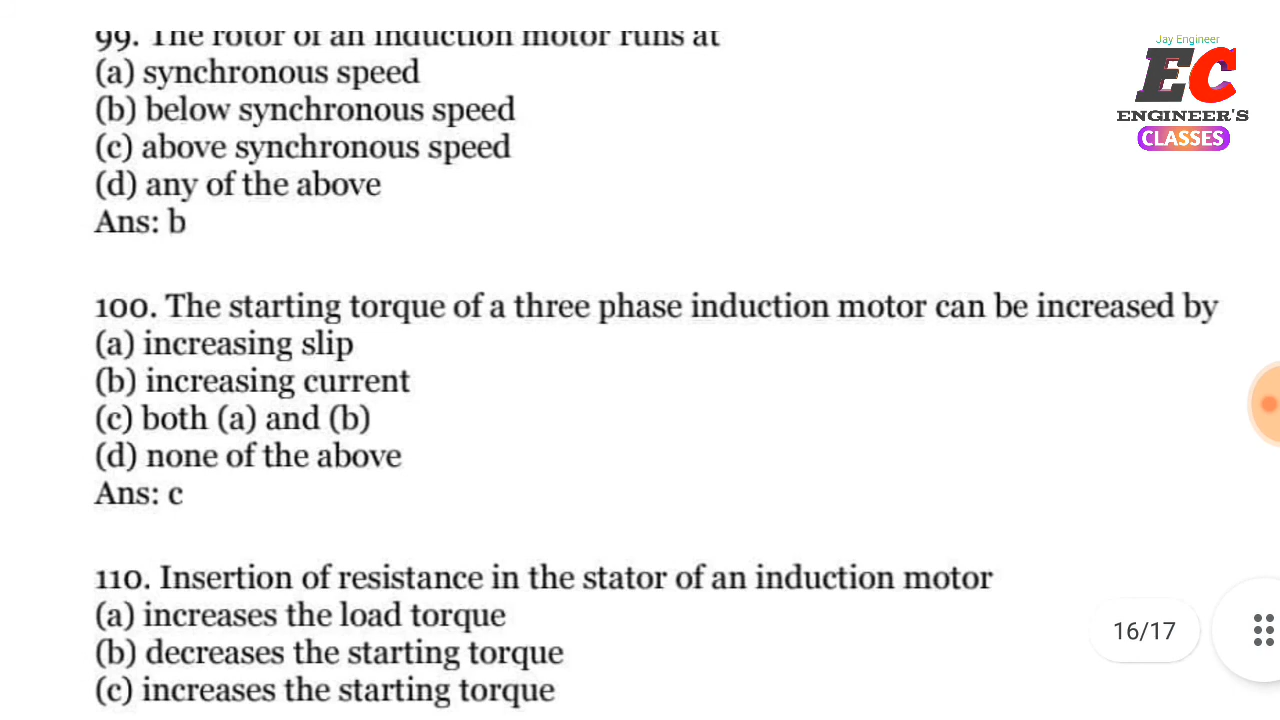 99. The rotor of an induction motor runs at
(a) synchronous speed
(b) below synchronous speed
(c) above synchronous speed
(d) any of the above
Ans: b
100. The starting torque of a three phase induction motor can be increased by
(a) increasing slip
(b) increasing current
(c) both (a) and (b)
(d) none of the above
Ans: c
110. Insertion of resistance in the stator of an induction motor
(a) increases the load torque
(b) decreases the starting torque
(c) increases the starting torque
Jay Engineer
EC
ENGINEER'S
CLASSES
16/17